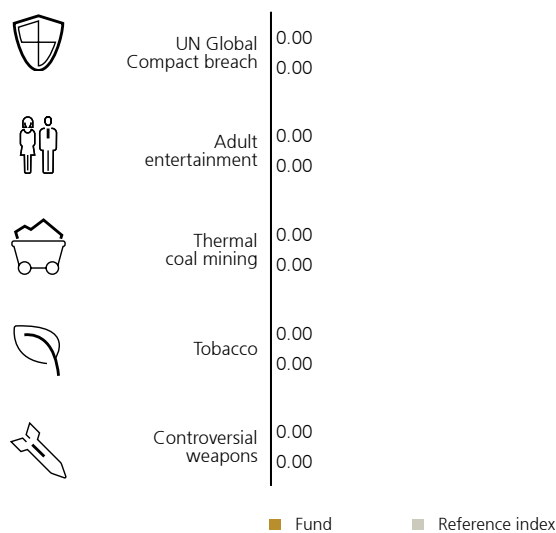 UN Global
Compact breach
0.00
0.00
Adult
entertainment
0.00
0.00
Thermal
coal mining
0.00
0.00
Tobacco
0.00
0.00
Controversial
weapons
0.00
0.00
Fund
Reference index